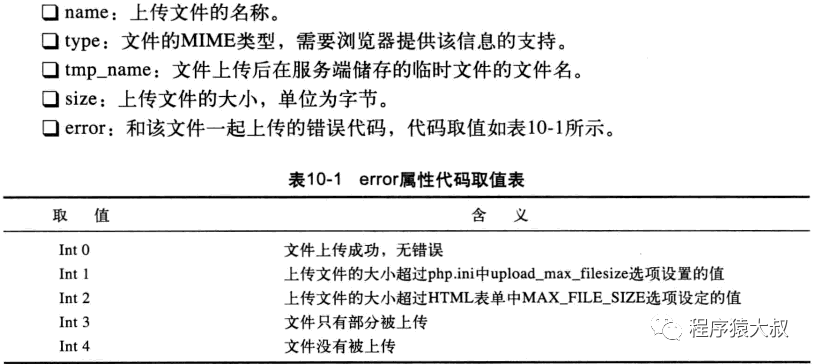 ❑ name：上传文件的名称。
❑ type：文件的MIME类型，需要浏览器提供该信息的支持。
❑ tmp_name：文件上传后在服务端储存的临时文件的文件名。
❑ size：上传文件的大小，单位为字节。
❑ error：和该文件一起上传的错误代码，代码取值如表10-1所示。
表10-1 error属性代码取值表
取 值 含 义
Int 0 文件上传成功，无错误
Int 1 上传文件的大小超过php.ini中upload_max_filesize选项设置的值
Int 2 上传文件的大小超过HTML表单中MAX_FILE_SIZE选项设定的值
Int 3 文件只有部分被上传
Int 4 文件没有被上传
程序猿大叔